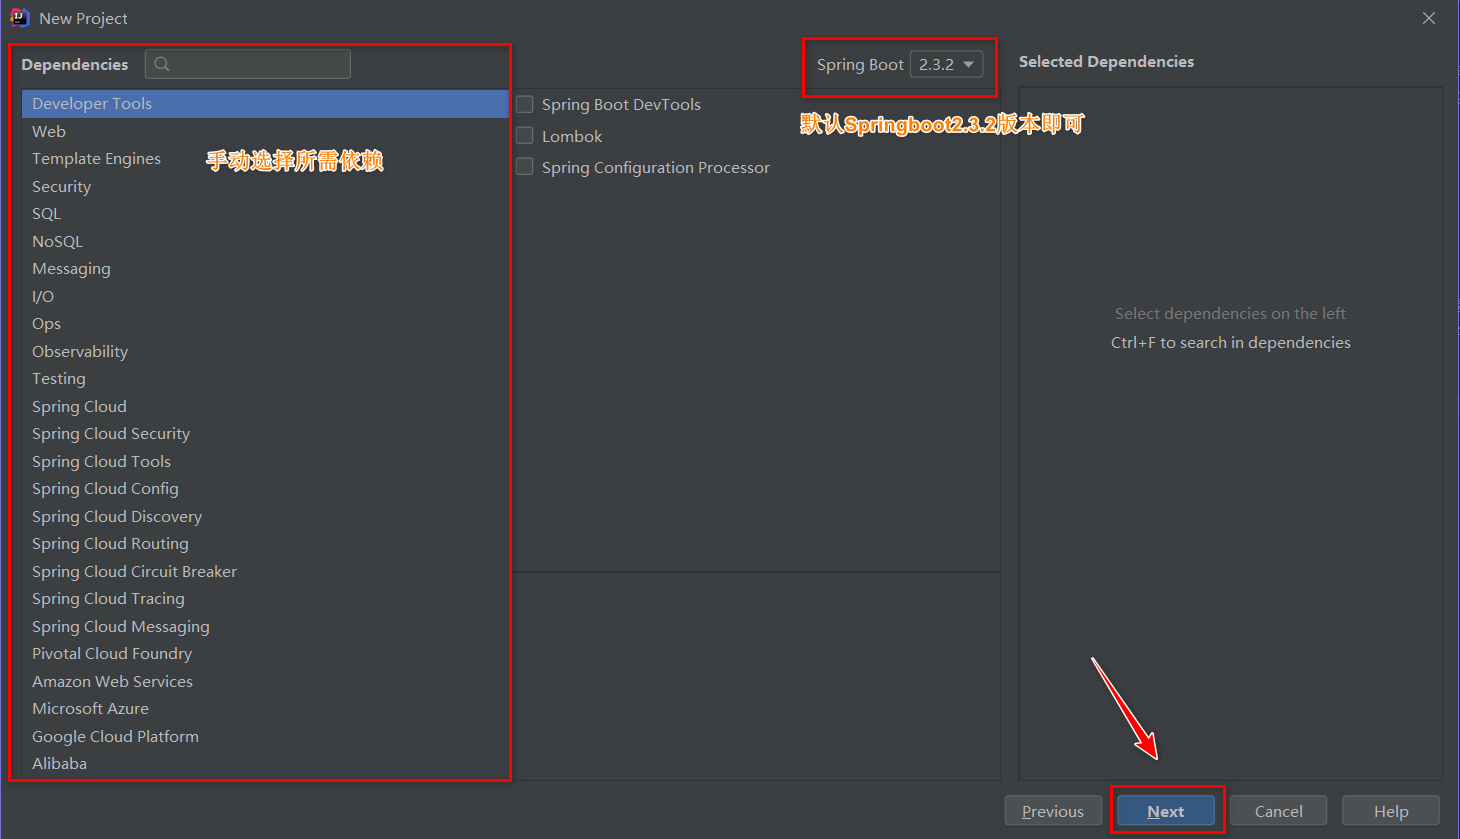 New Project
Dependencies
Spring Boot 2.3.2
Selected Dependencies
默认Springboot2.3.2版本即可
手动选择所需依赖
Developer Tools
Web
Template Engines
Security
SQL
NoSQL
Messaging
I/O
Ops
Observability
Testing
Spring Cloud
Spring Cloud Security
Spring Cloud Tools
Spring Cloud Config
Spring Cloud Discovery
Spring Cloud Routing
Spring Cloud Circuit Breaker
Spring Cloud Tracing
Spring Cloud Messaging
Pivotal Cloud Foundry
Amazon Web Services
Microsoft Azure
Google Cloud Platform
Alibaba
Spring Boot DevTools
Lombok
Spring Configuration Processor
Select dependencies on the left
Ctrl+F to search in dependencies
Previous
Next
Cancel
Help